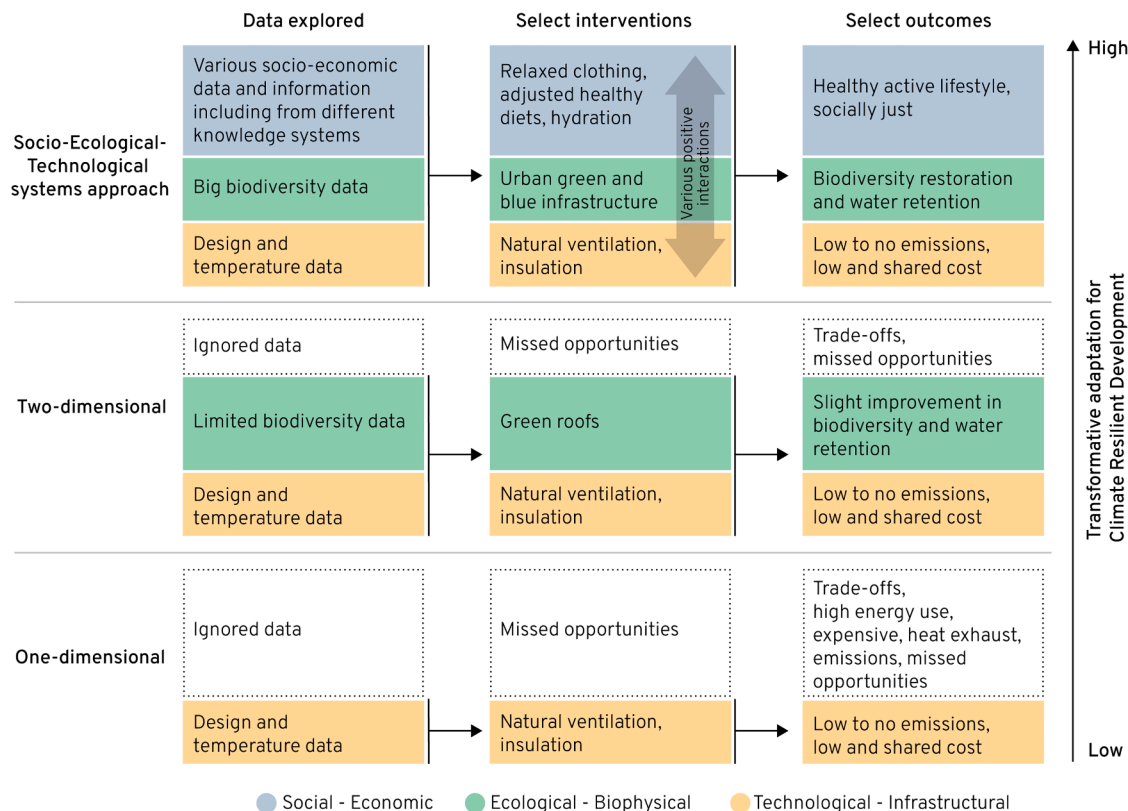 Data explored
Select interventions
Select outcomes
Socio-Ecological-
Technological
systems approach
Various socio-economic
data and information
including from different
knowledge systems
Relaxed clothing,
adjusted healthy
diets, hydration
Various positive
interactions
Healthy active lifestyle,
socially just
Big biodiversity data
Urban green and
blue infrastructure
Biodiversity restoration
and water retention
Design and
temperature data
Natural ventilation,
insulation
Low to no emissions,
low and shared cost
Two-dimensional
Ignored data
Missed opportunities
Trade-offs,
missed opportunities
Limited biodiversity data
Green roofs
Slight improvement in
biodiversity and water
retention
Design and
temperature data
Natural ventilation,
insulation
Low to no emissions,
low and shared cost
One-dimensional
Ignored data
Missed opportunities
Trade-offs,
high energy use,
expensive, heat exhaust,
emissions, missed
opportunities
Design and
temperature data
Natural ventilation,
insulation
Low to no emissions,
low and shared cost
High
Transformative adaptation for
Climate Resilient Development
Low
Social - Economic
Ecological - Biophysical
Technological - Infrastructural